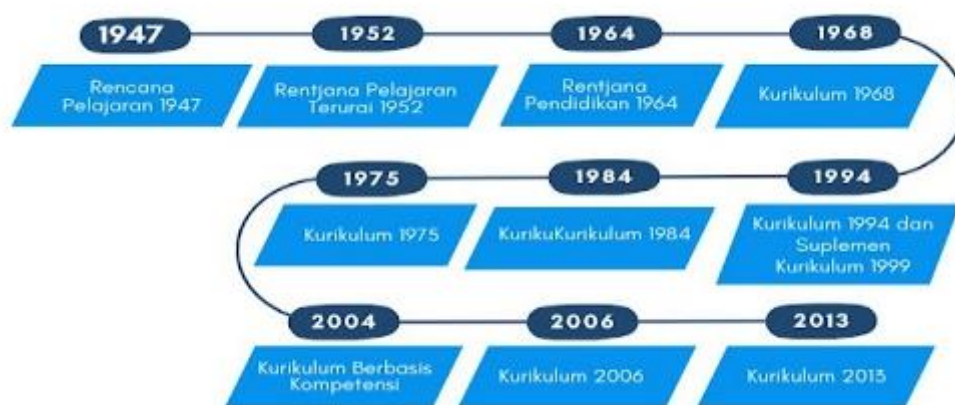 1947
1952
1964
1968
Rencana
Pelajaran 1947
Rentjana Pelajaran
Terurai 1952
Rentjana
Pendidikan 1964
Kurikulum 1968
1975
1984
1994
Kurikulum 1975
KurikuKurikulum 1984
Kurikulum 1994 dan
Suplemen
Kurikulum 1999
2004
2006
2013
Kurikulum Berbasis
Kompetensi
Kurikulum 2006
Kurikulum 2013